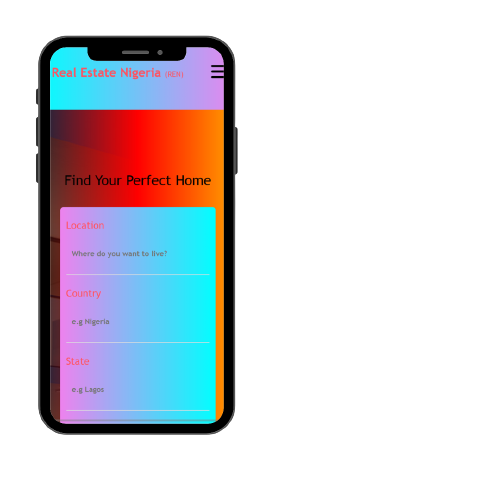 Real Estate Nigeria (REN)
Find Your Perfect Home
Location
Where do you want to live?
Country
e.g Nigeria
State
e.g Lagos